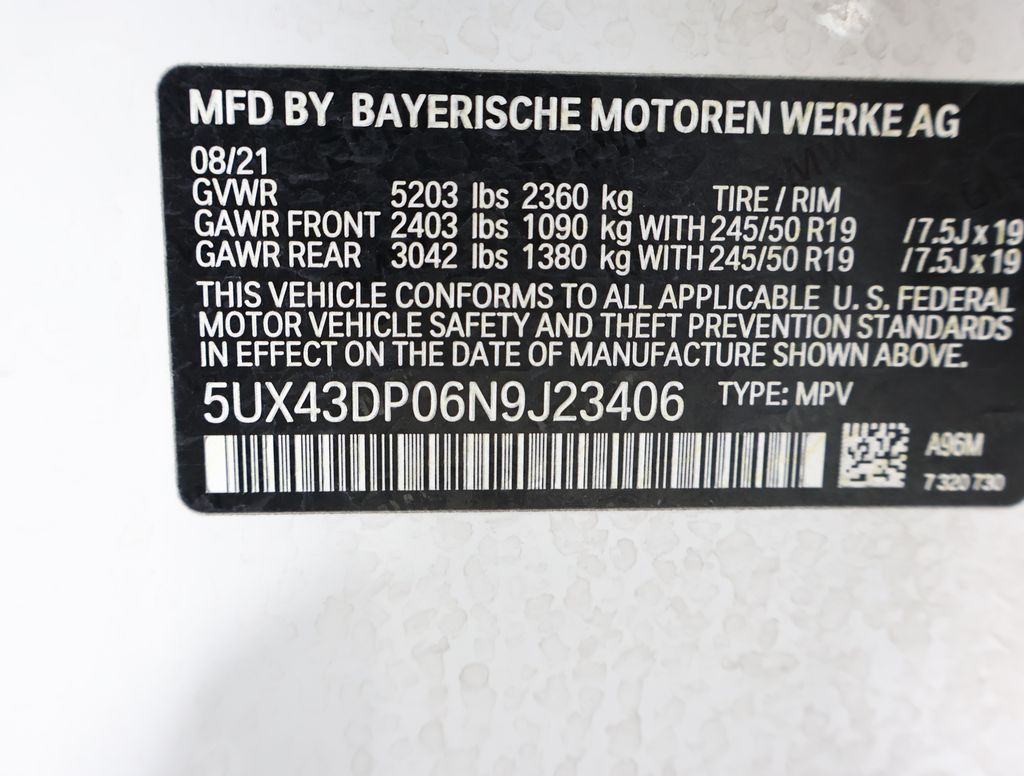 MFD BY BAYERISCHE MOTOREN WERKE AG
08/21
GVWR 5203 lbs 2360 kg TIRE / RIM
GAWR FRONT 2403 lbs 1090 kg WITH 245/50 R19 /7.5J x 19
GAWR REAR 3042 lbs 1380 kg WITH 245/50 R19 /7.5J x 19
THIS VEHICLE CONFORMS TO ALL APPLICABLE U. S. FEDERAL
MOTOR VEHICLE SAFETY AND THEFT PREVENTION STANDARDS
IN EFFECT ON THE DATE OF MANUFACTURE SHOWN ABOVE.
5UX43DP06N9J23406 TYPE: MPV
A96M
7320730